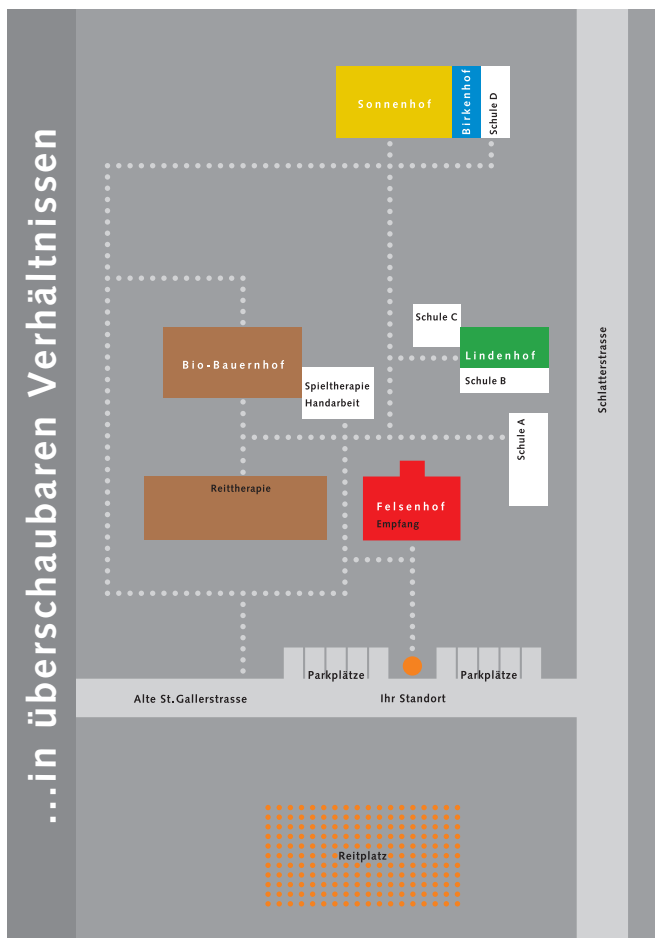 ...in überschaubaren Verhältnissen
Sonnenhof
Birkenhof
Schule D
Schule C
Bio-Bauernhof
Lindenhof
Schule B
Spieltherapie
Handarbeit
Schlatterstrasse
Schule A
Reittherapie
Felsenhof
Empfang
Parkplätze
Parkplätze
Alte St.Gallerstrasse
Ihr Standort
Reitplatz